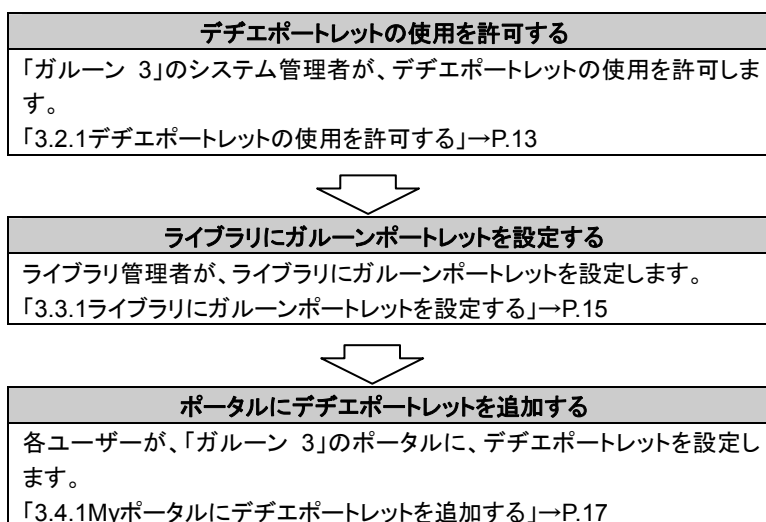 デヂエポートレットの使用を許可する
「ガルーン 3」のシステム管理者が、デヂエポートレットの使用を許可しま
す。
「3.2.1デヂエポートレットの使用を許可する」→P.13
ライブラリにガルーンポートレットを設定する
ライブラリ管理者が、ライブラリにガルーンポートレットを設定します。
「3.3.1ライブラリにガルーンポートレットを設定する」→P.15
ポータルにデヂエポートレットを追加する
各ユーザーが、「ガルーン 3」のポータルに、デヂエポートレットを設定し
ます。
「3.4.1Myポータルにデヂエポートレットを追加する」→P.17